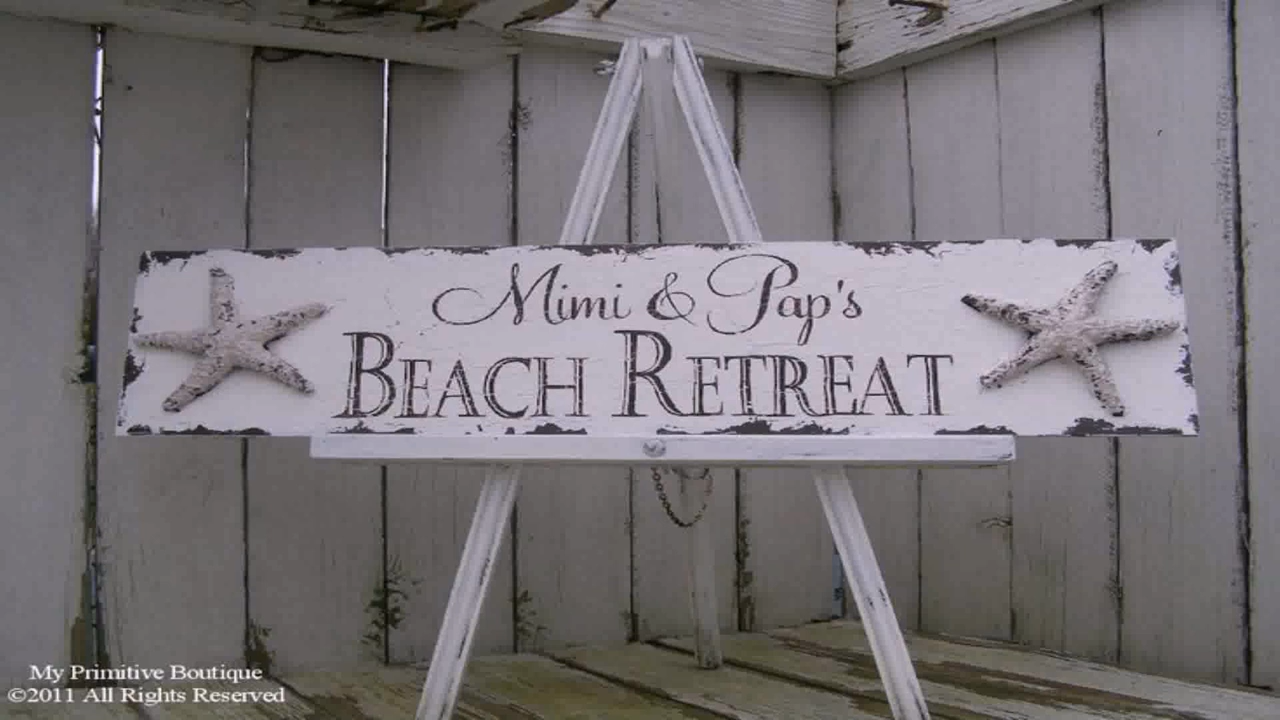 Mimi & Pap's
BEACH RETREAT
My Primitive Boutique
©2011 All Rights Reserved